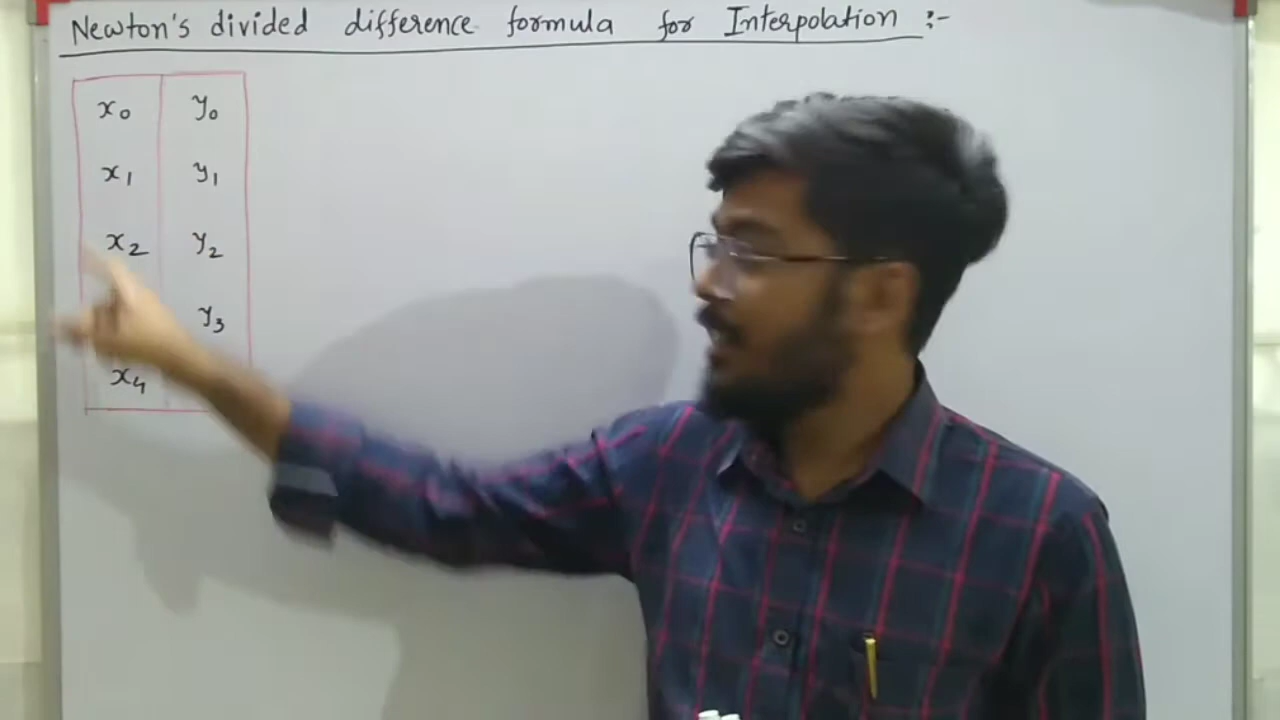 Newton's divided difference formula for Interpolation :-
x₀ y₀
x₁ y₁
x₂ y₂
y₃
x₄